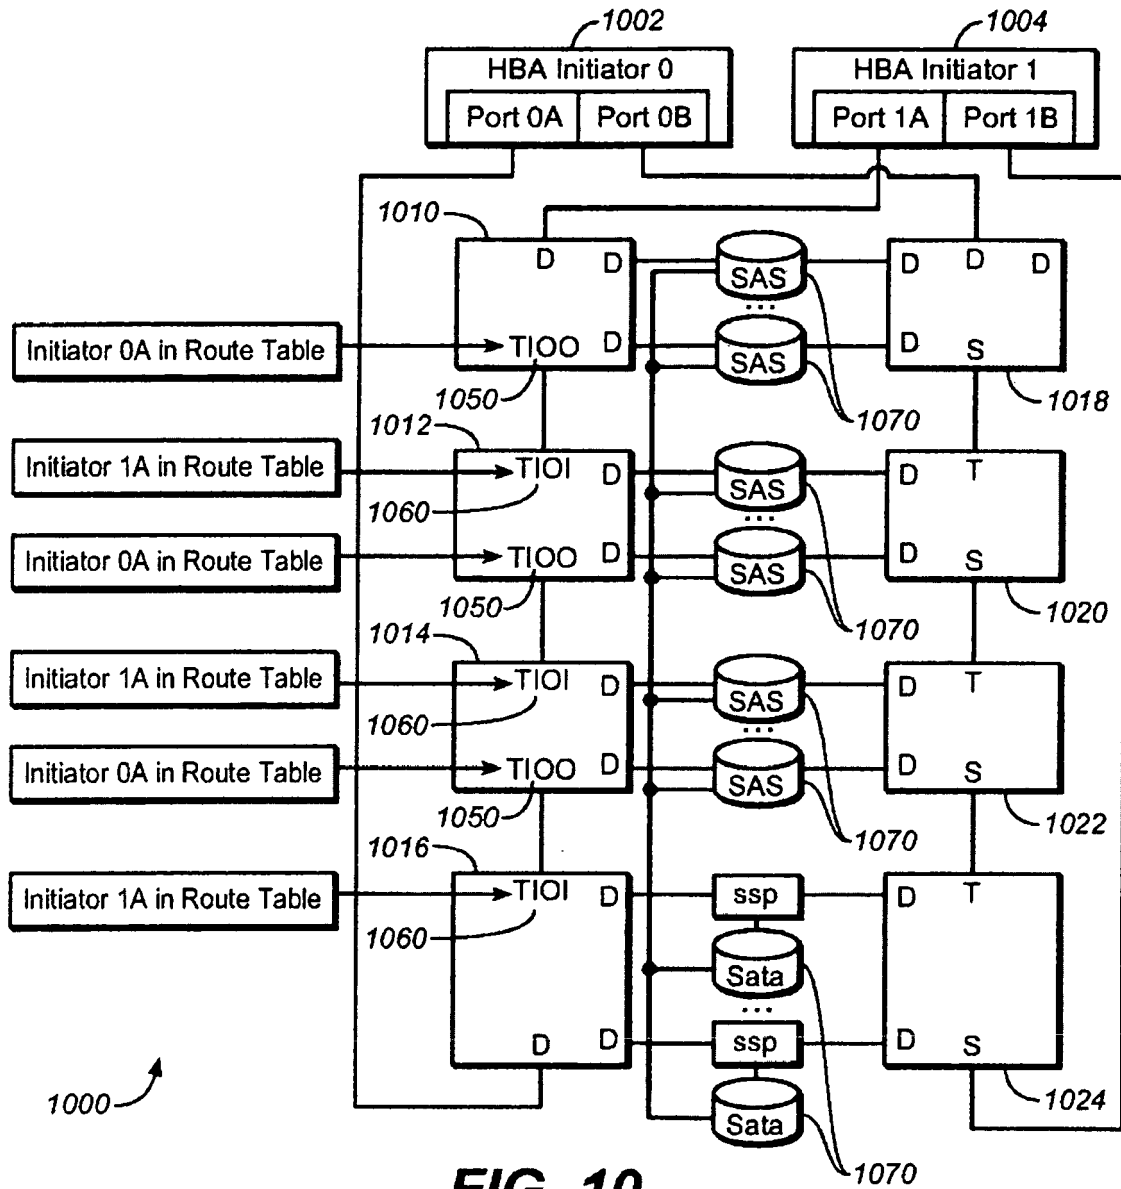 1002
1004
HBA Initiator 0
HBA Initiator 1
Port 0A
Port 0B
Port 1A
Port 1B
1010
D
D
SAS
D
D
D
...
Initiator 0A in Route Table
TIOO
D
SAS
D
S
1050
1070
1018
1012
Initiator 1A in Route Table
TIOI
D
SAS
D
T
1060
...
Initiator 0A in Route Table
TIOO
D
SAS
D
S
1050
1070
1020
1014
Initiator 1A in Route Table
TIOI
D
SAS
D
T
1060
...
Initiator 0A in Route Table
TIOO
D
SAS
D
S
1050
1070
1022
1016
Initiator 1A in Route Table
TIOI
D
ssp
D
T
1060
Sata
...
D
D
ssp
D
S
1000
Sata
1024
1070
FIG. 10